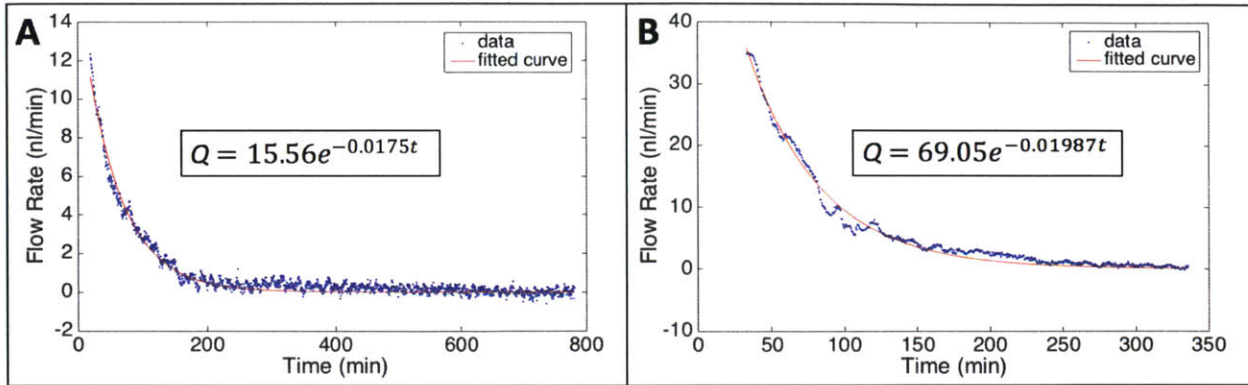 A
14
12
10
8
6
4
2
0
-2
Flow Rate (nl/min)
data
fitted curve
Q = 15.56e^{-0.0175t}
0
200
400
600
800
Time (min)
B
40
30
20
10
0
-10
Flow Rate (nl/min)
data
fitted curve
Q = 69.05e^{-0.01987t}
0
50
100
150
200
250
300
350
Time (min)